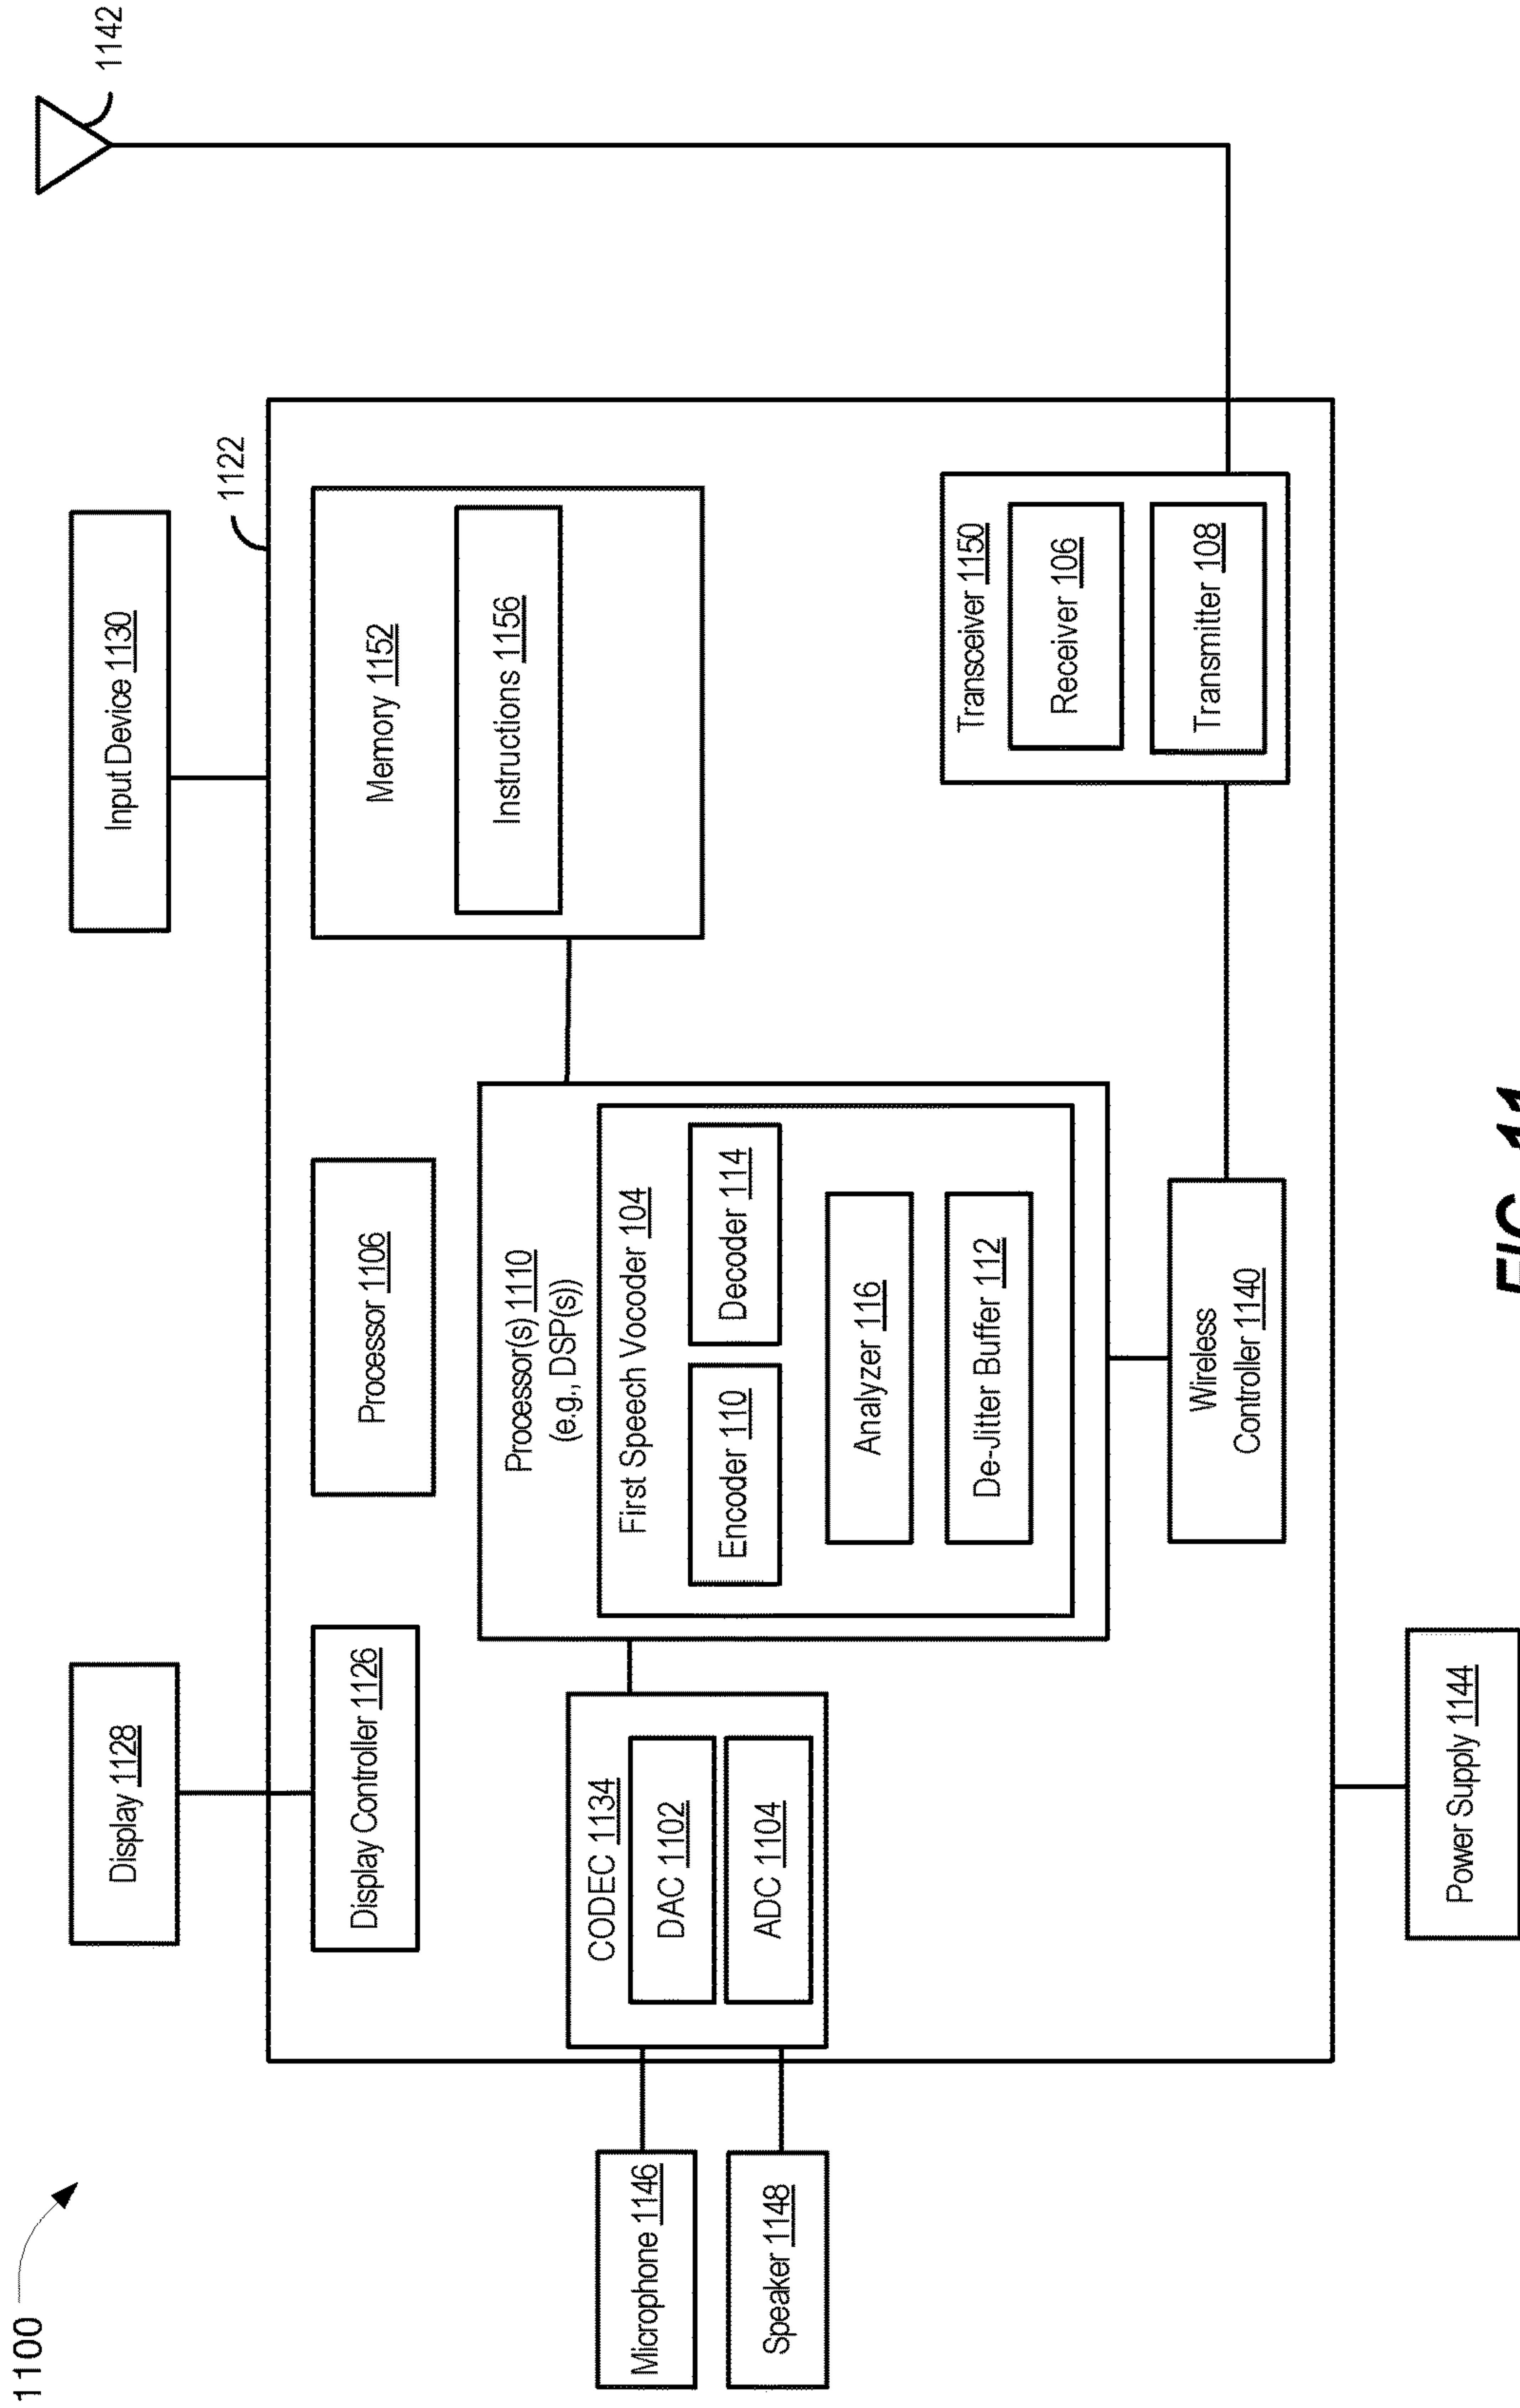 1100
1142
Display 1128
Input Device 1130
1122
Display Controller 1126
Processor 1106
Memory 1152
Instructions 1156
Processor(s) 1110
(e.g., DSP(s))
First Speech Vocoder 104
Encoder 110
Decoder 114
Analyzer 116
De-Jitter Buffer 112
CODEC 1134
DAC 1102
ADC 1104
Microphone 1146
Speaker 1148
Transceiver 1150
Receiver 106
Transmitter 108
Wireless
Controller 1140
Power Supply 1144
FIG. 11